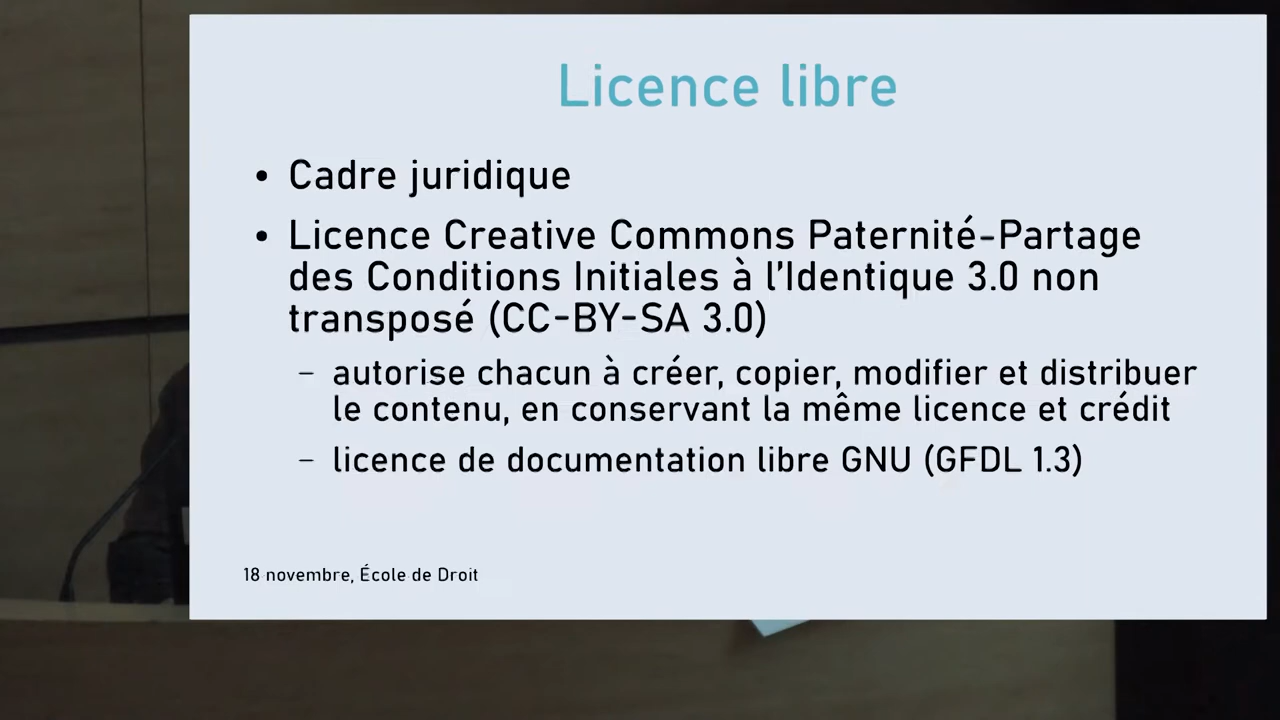 Licence libre
• Cadre juridique
• Licence Creative Commons Paternité-Partage
des Conditions Initiales à l’Identique 3.0 non
transposé (CC-BY-SA 3.0)
– autorise chacun à créer, copier, modifier et distribuer
le contenu, en conservant la même licence et crédit
– licence de documentation libre GNU (GFDL 1.3)
18 novembre, École de Droit